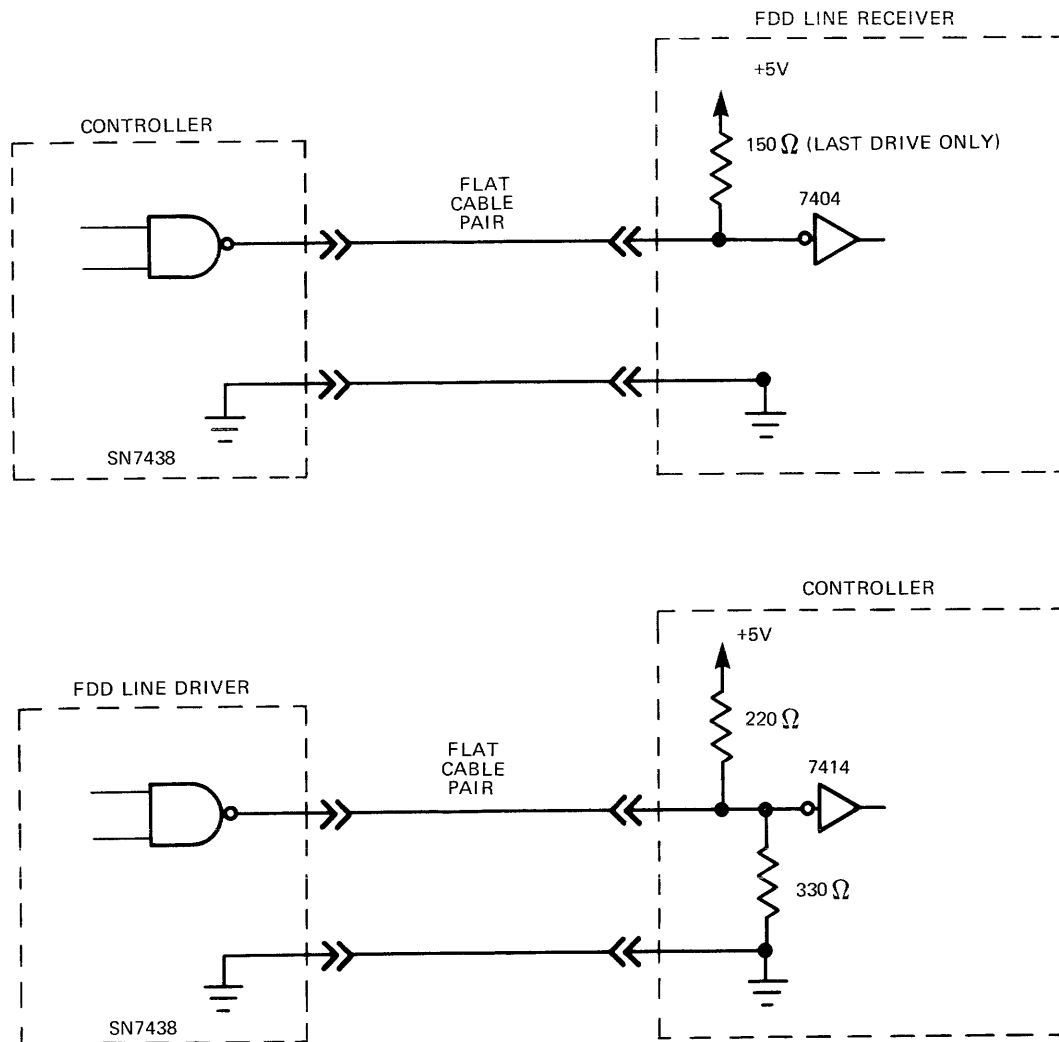 FDD LINE RECEIVER
+5V
CONTROLLER
150 Ω (LAST DRIVE ONLY)
FLAT
CABLE
PAIR
7404
SN7438
CONTROLLER
+5V
FDD LINE DRIVER
220 Ω
FLAT
CABLE
PAIR
7414
330 Ω
SN7438